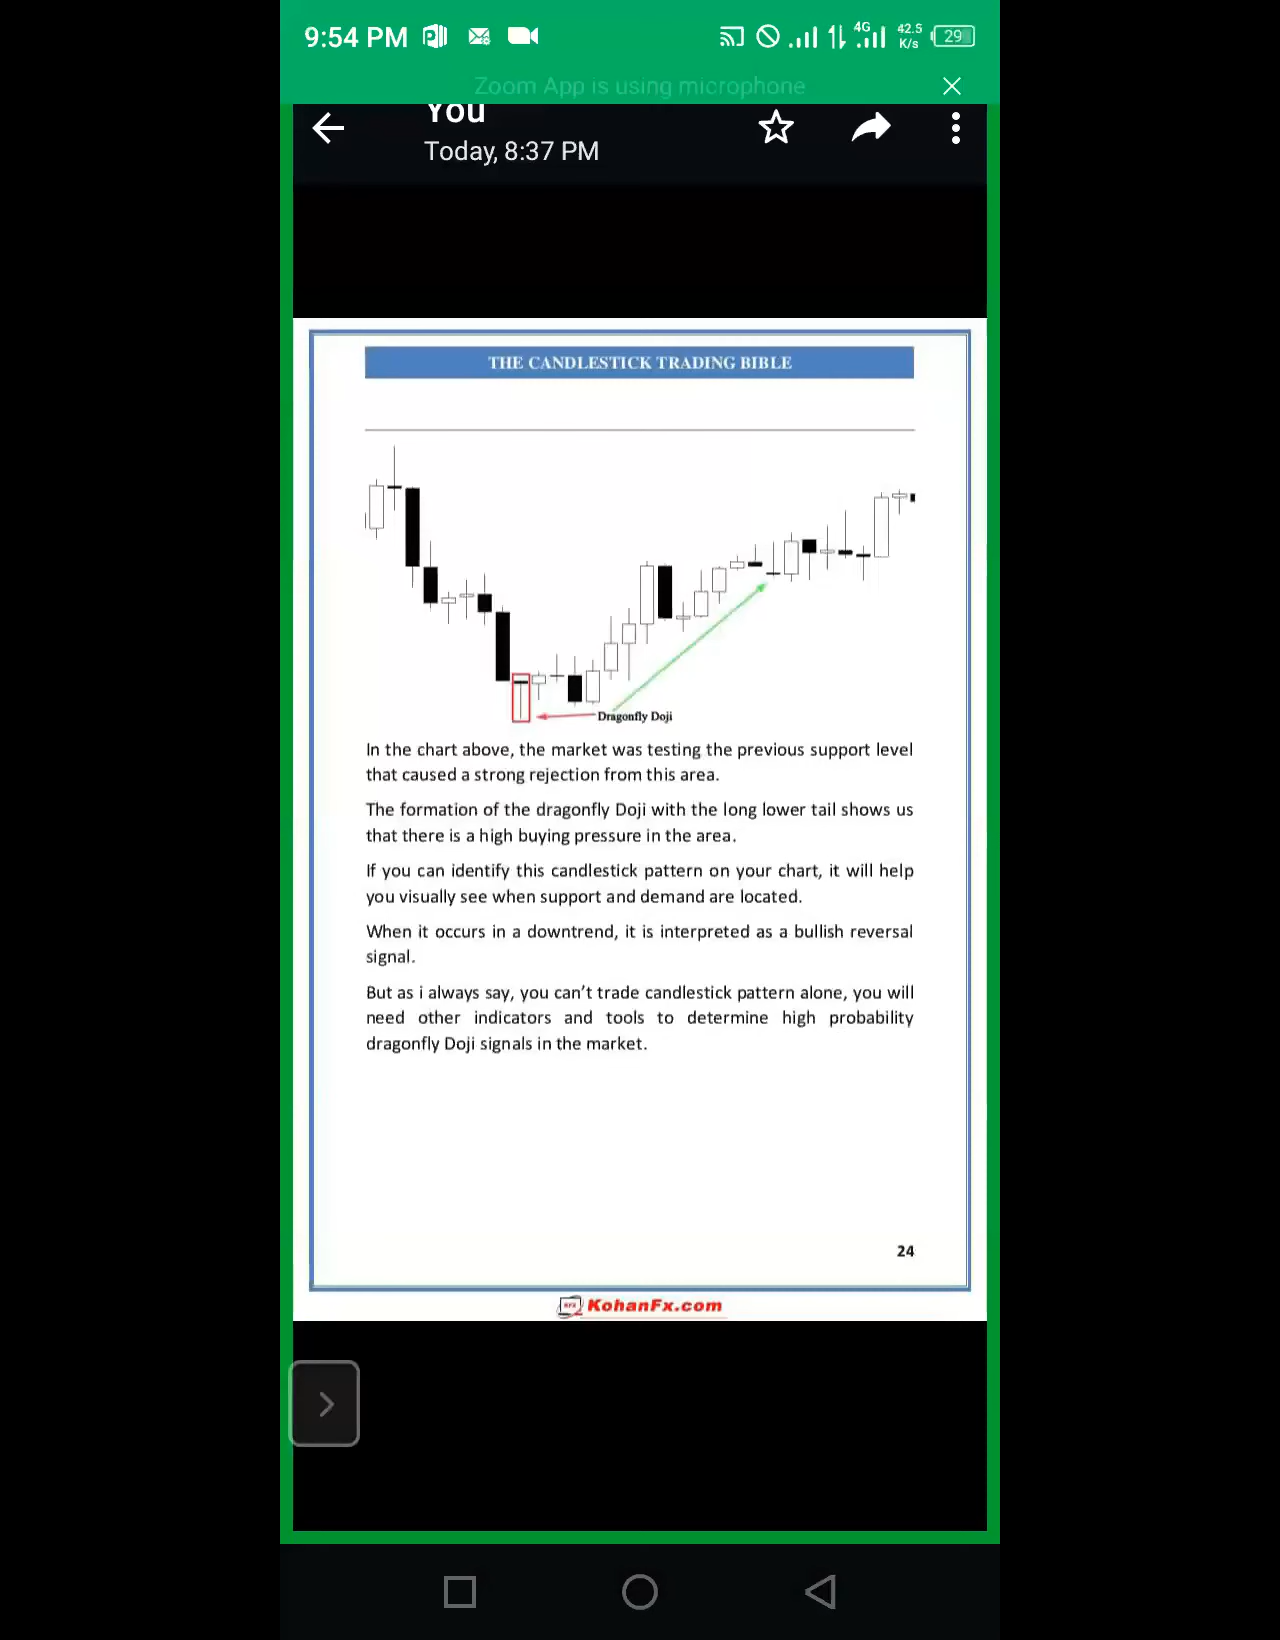 9:54 PM
4G
42.5
K/s
29
Zoom App is using microphone
You
Today, 8:37 PM
THE CANDLESTICK TRADING BIBLE
Dragonfly Doji
In the chart above, the market was testing the previous support level
that caused a strong rejection from this area.
The formation of the dragonfly Doji with the long lower tail shows us
that there is a high buying pressure in the area.
If you can identify this candlestick pattern on your chart, it will help
you visually see when support and demand are located.
When it occurs in a downtrend, it is interpreted as a bullish reversal
signal.
But as i always say, you can't trade candlestick pattern alone, you will
need other indicators and tools to determine high probability
dragonfly Doji signals in the market.
24
KohanFx.com